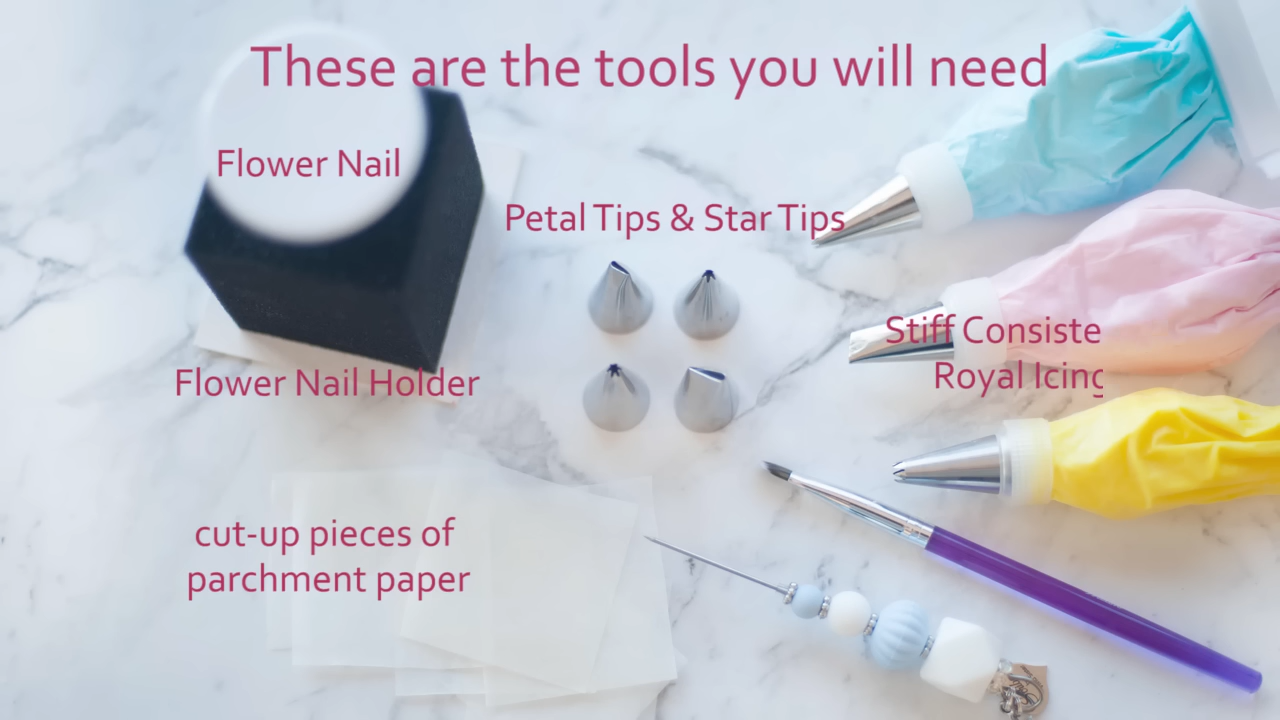 These are the tools you will need
Flower Nail
Petal Tips & Star Tips
Stiff Consiste
Royal Icing
Flower Nail Holder
cut-up pieces of
parchment paper